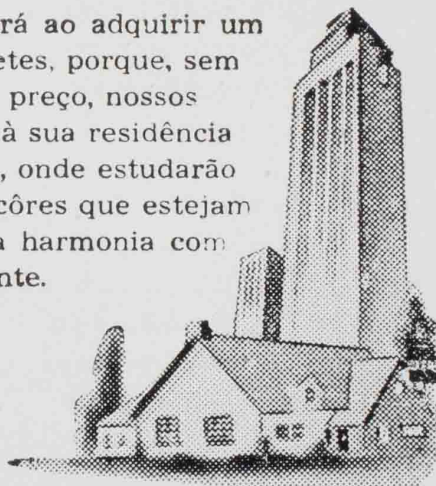 rá ao adquirir um
etes, porque, sem
preço, nossos
à sua residência
, onde estudarão
côres que estejam
a harmonia com
nte.